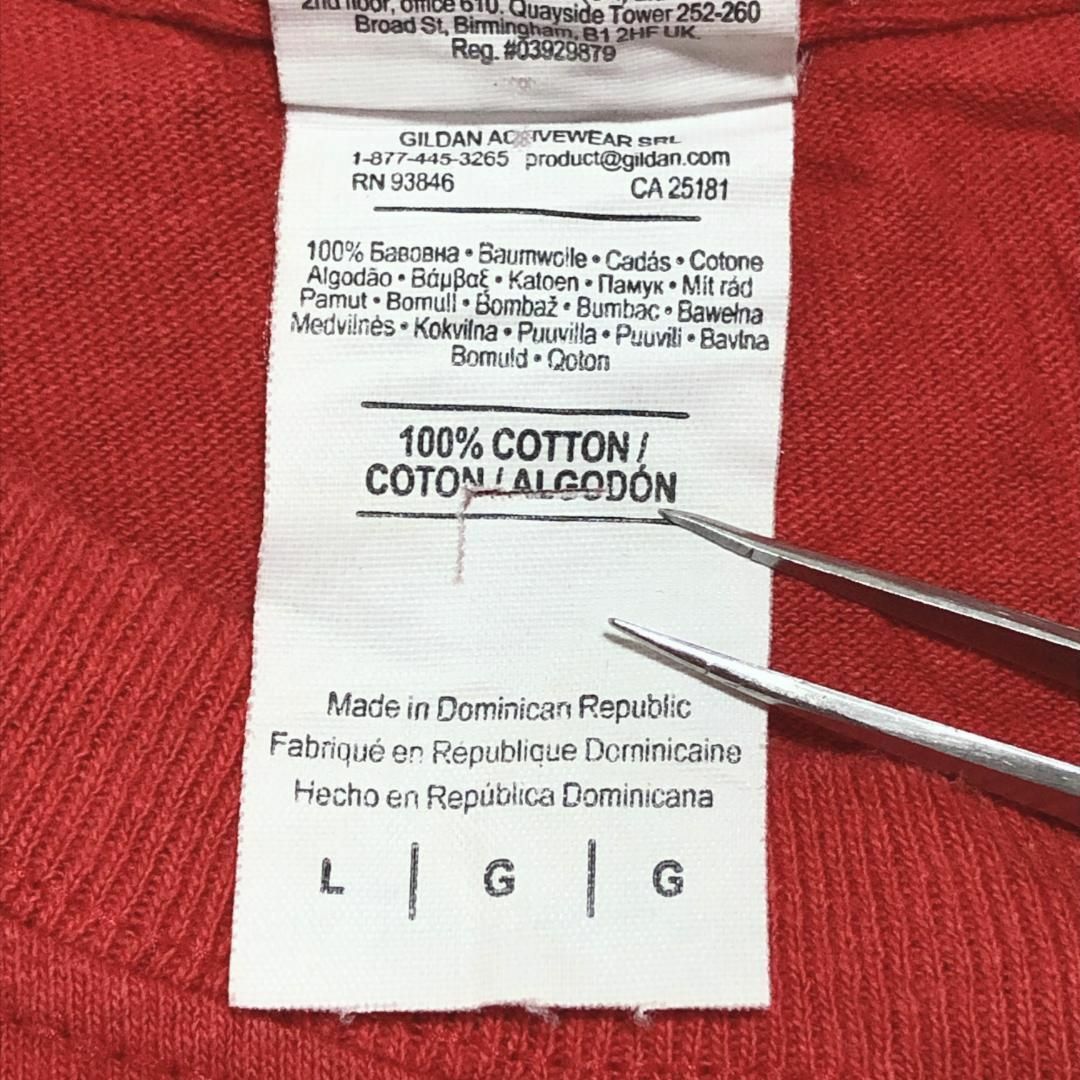 2nd floor, office 610, Quayside Tower 252-260
Broad St, Birmingham, B1 2HF UK
Reg. #03929879
GILDAN ACTIVEWEAR SRL
1-877-445-3265 product@gildan.com
RN 93846 CA 25181
100% Бавовна • Baumwolle • Cadás • Cotone
Algodão • Βάμβαξ • Katoen • Памук • Mit rád
Pamut • Bomull • Bombaž • Bumbac • Bawełna
Medvilnės • Kokvilna • Puuvilla • Puuvill • Bavlna
Bomuld • Qoton
100% COTTON /
COTON / ALGODÓN
Made in Dominican Republic
Fabriqué en République Dominicaine
Hecho en República Dominicana
L | G | G